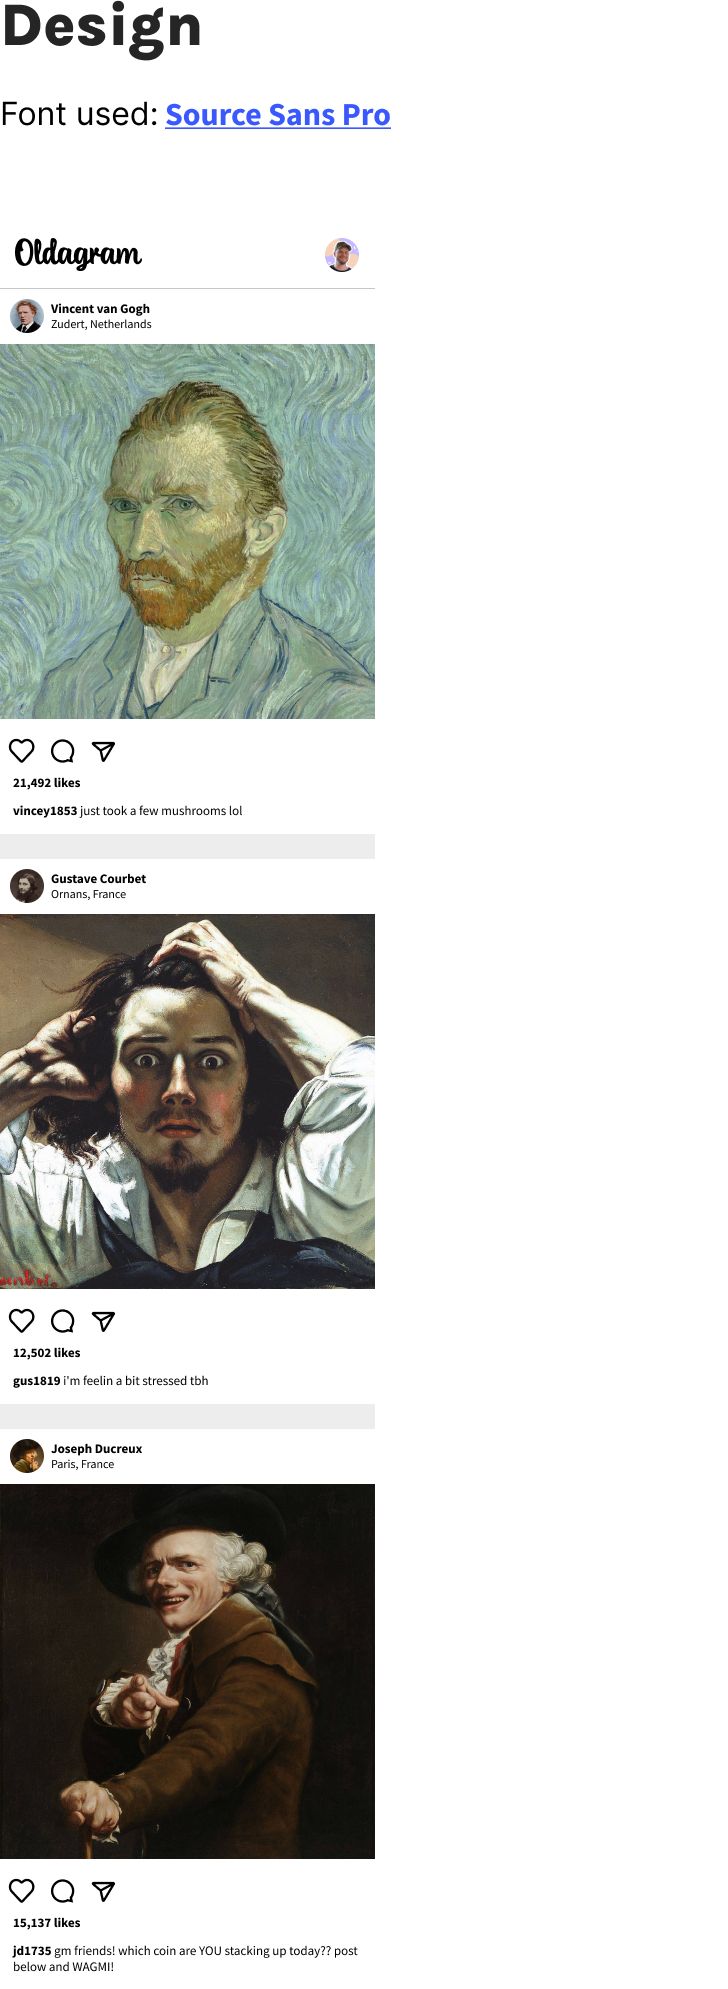 Design
Font used: Source Sans Pro
Oldagram
Vincent van Gogh
Zudert, Netherlands
21,492 likes
vincey1853 just took a few mushrooms lol
Gustave Courbet
Ornans, France
12,502 likes
gus1819 i'm feelin a bit stressed tbh
Joseph Ducreux
Paris, France
15,137 likes
jd1735 gm friends! which coin are YOU stacking up today?? post
below and WAGMI!